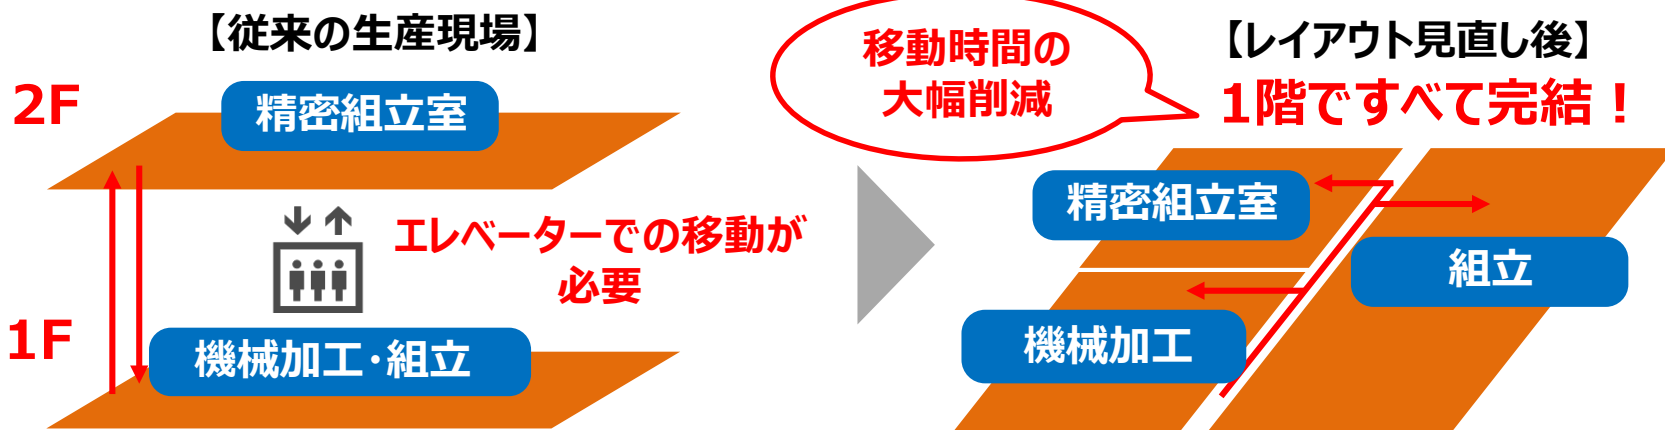 【従来の生産現場】
2F
精密組立室
エレベーターでの移動が
必要
1F
機械加工・組立
移動時間の
大幅削減
【レイアウト見直し後】
1階ですべて完結！
精密組立室
組立
機械加工